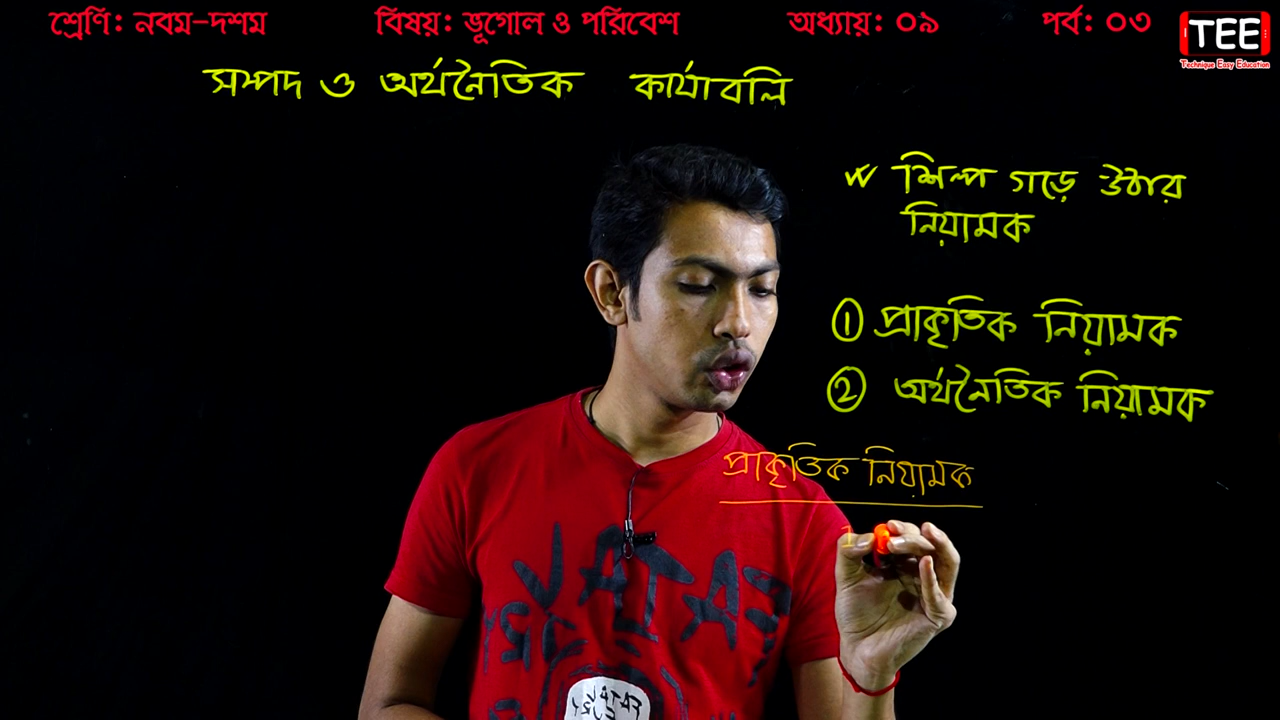 শ্রেণি: নবম-দশম বিষয়: ভূগোল ও পরিবেশ অধ্যায়: ০৯ পর্ব: ০৩
TEE
Technique Easy Education
সম্পদ ও অর্থনৈতিক কার্যাবলি
শিল্প গড়ে উঠার
নিয়ামক
① প্রাকৃতিক নিয়ামক
② অর্থনৈতিক নিয়ামক
প্রাকৃতিক নিয়ামক
1